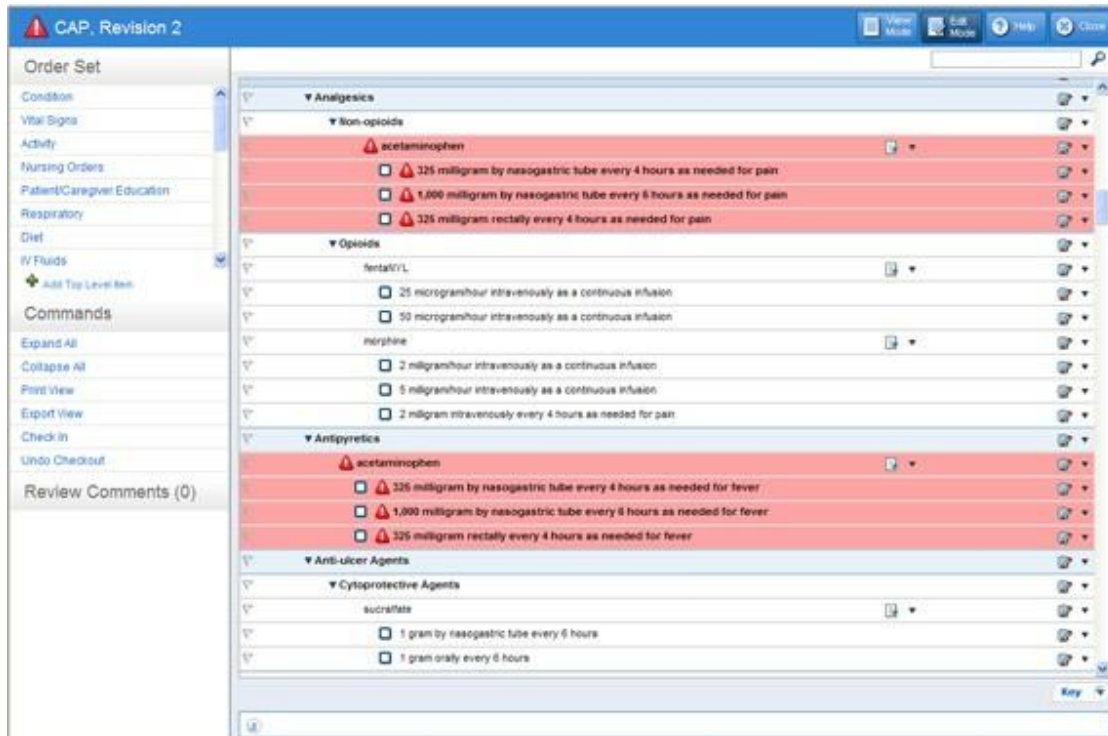 CAP, Revision 2
View Mode
Edit Mode
Help
Close
Order Set
Condition
Vital Signs
Activity
Nursing Orders
Patient/Caregiver Education
Respiratory
Diet
IV Fluids
Add Top Level Item
Commands
Expand All
Collapse All
Print View
Export View
Check In
Undo Checkout
Review Comments (0)
Analgesics
Non-opioids
acetaminophen
325 milligram by nasogastric tube every 4 hours as needed for pain
1,000 milligram by nasogastric tube every 6 hours as needed for pain
325 milligram rectally every 4 hours as needed for pain
Opioids
fentaNYL
25 microgram/hour intravenously as a continuous infusion
50 microgram/hour intravenously as a continuous infusion
morphine
2 milligram/hour intravenously as a continuous infusion
5 milligram/hour intravenously as a continuous infusion
2 milligram intravenously every 4 hours as needed for pain
Antipyretics
acetaminophen
325 milligram by nasogastric tube every 4 hours as needed for fever
1,000 milligram by nasogastric tube every 6 hours as needed for fever
325 milligram rectally every 4 hours as needed for fever
Anti-ulcer Agents
Cytoprotective Agents
sucralfate
1 gram by nasogastric tube every 6 hours
1 gram orally every 6 hours
Key